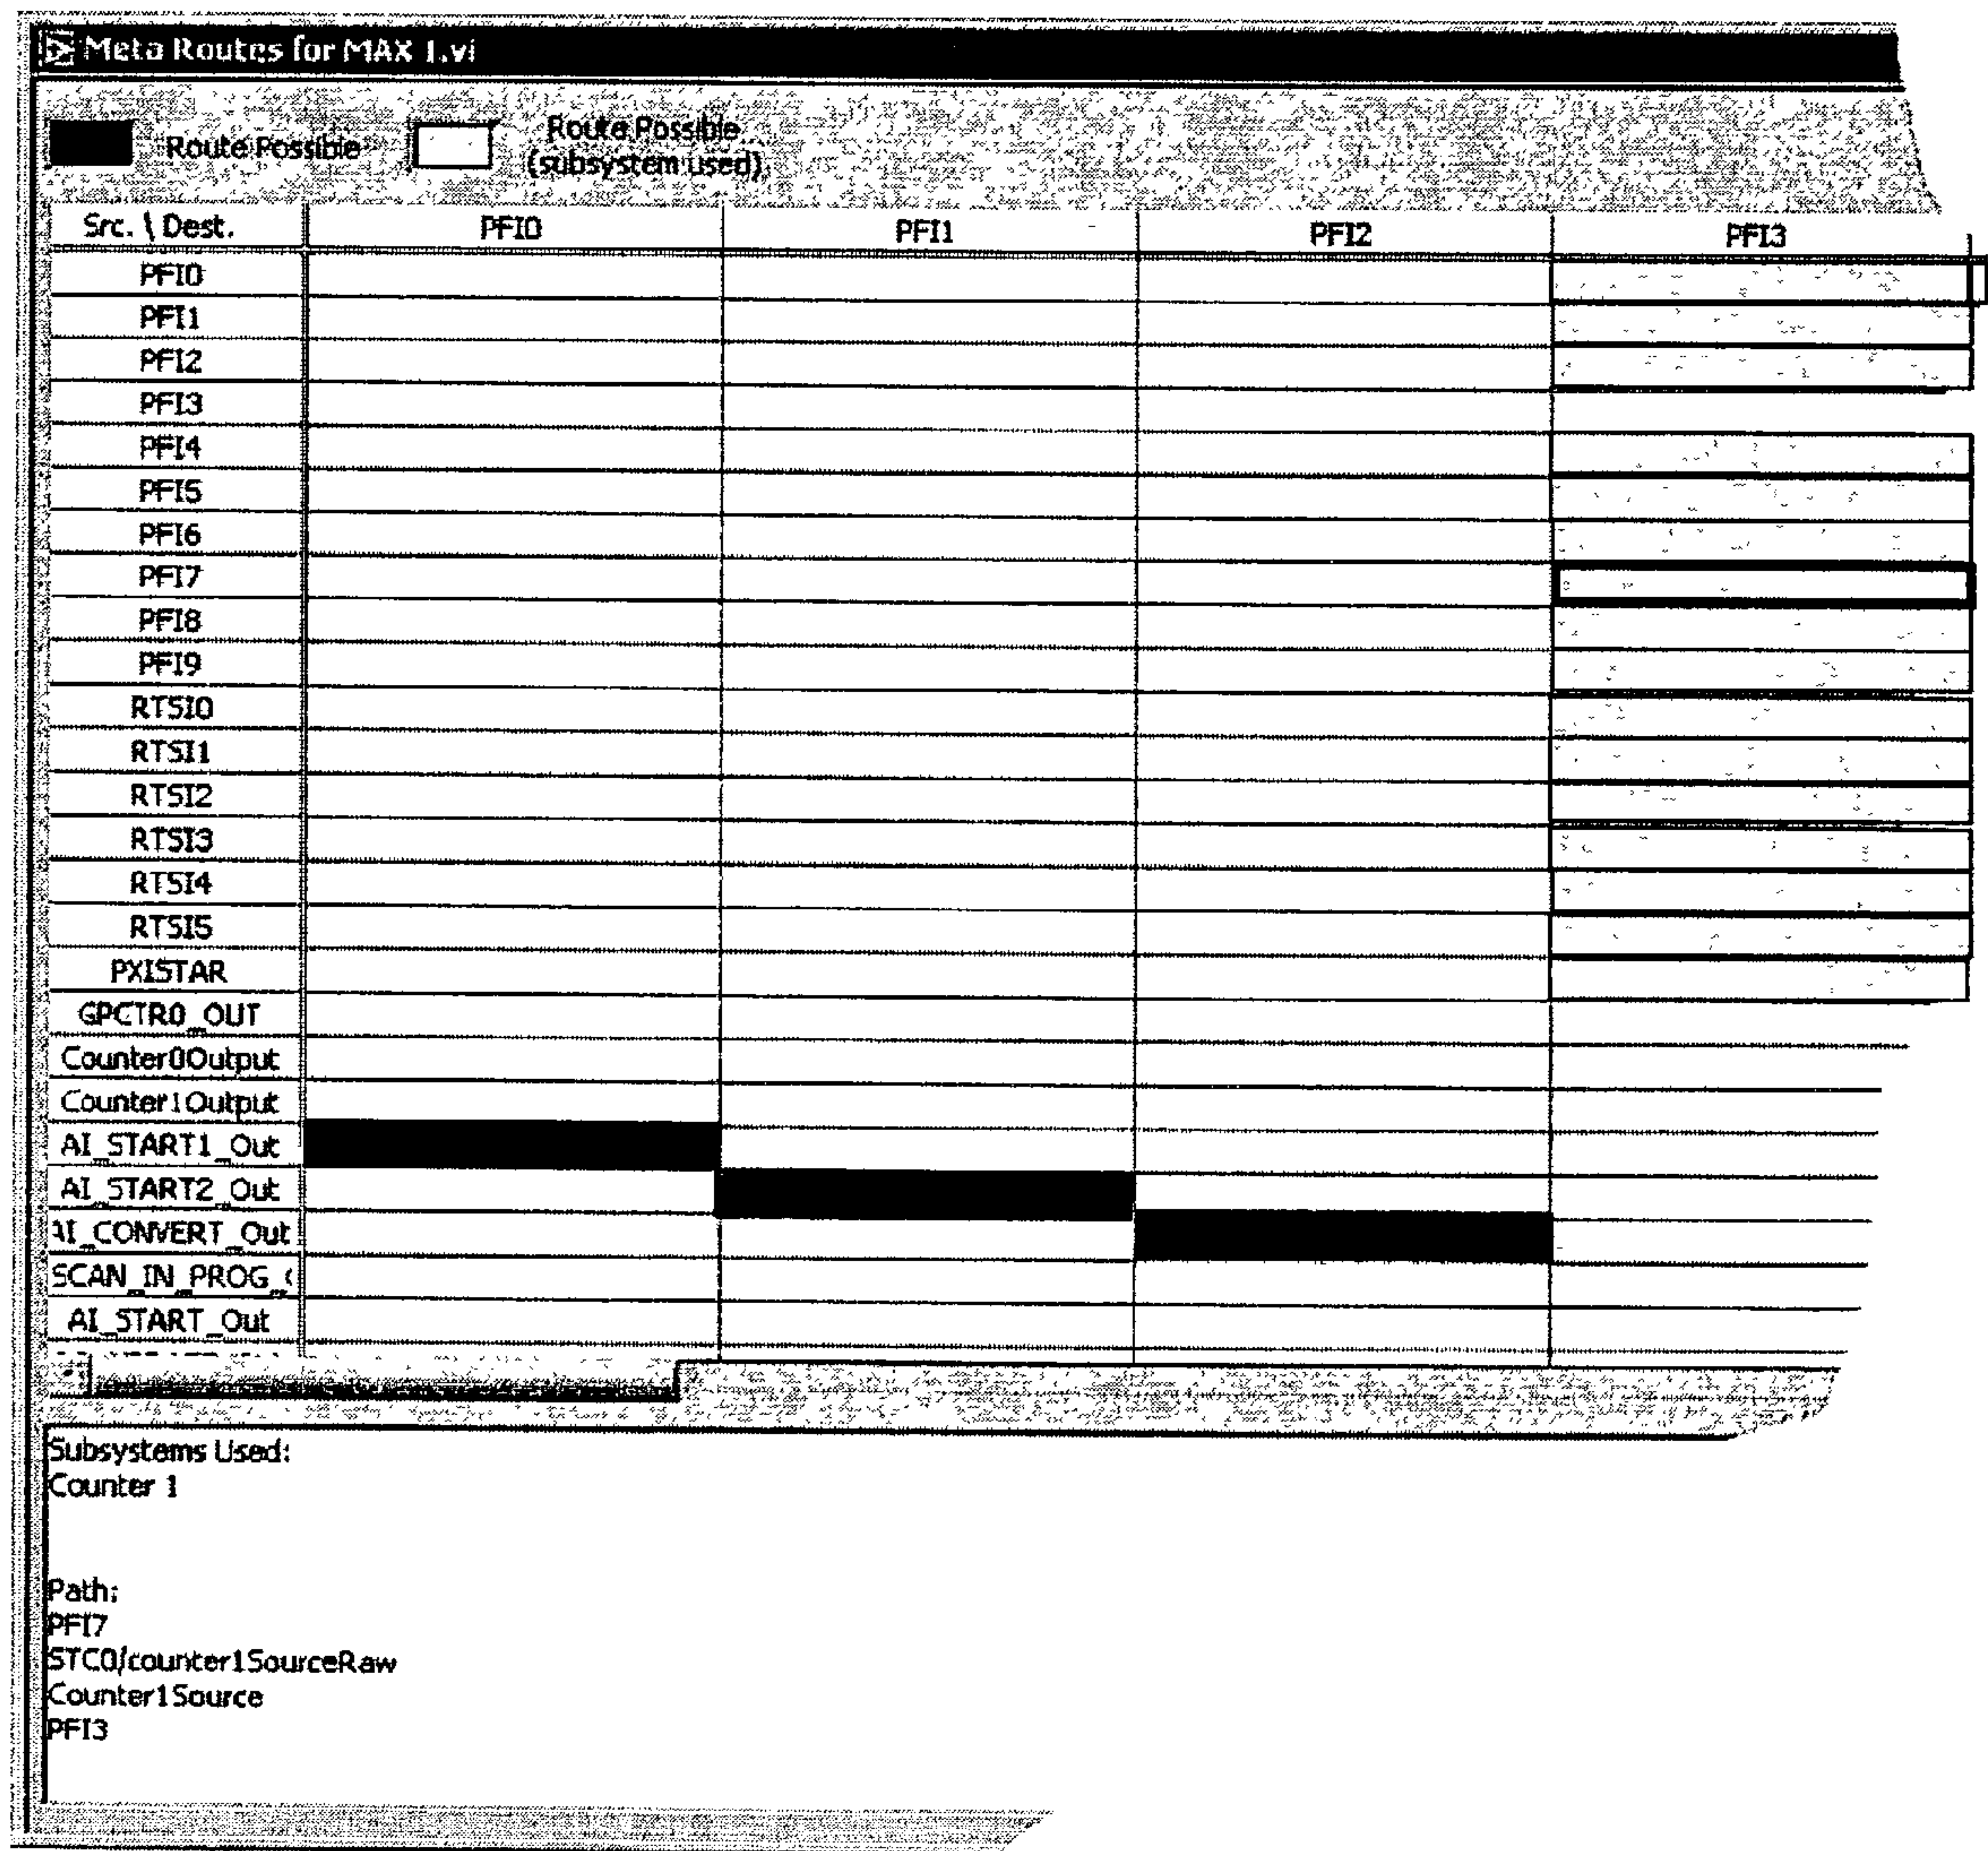 Meta Routes for MAX 1.vi
Route Possible
Route Possible
(subsystem used)
Src. \ Dest. PFI0 PFI1 PFI2 PFI3
PFI0
PFI1
PFI2
PFI3
PFI4
PFI5
PFI6
PFI7
PFI8
PFI9
RTSI0
RTSI1
RTSI2
RTSI3
RTSI4
RTSI5
PXISTAR
GPCTR0_OUT
Counter0Output
Counter1Output
AI_START1_Out
AI_START2_Out
AI_CONVERT_Out
SCAN_IN_PROG_
AI_START_Out
Subsystems Used:
Counter 1
Path:
PFI7
STC0/counter1SourceRaw
Counter1Source
PFI3